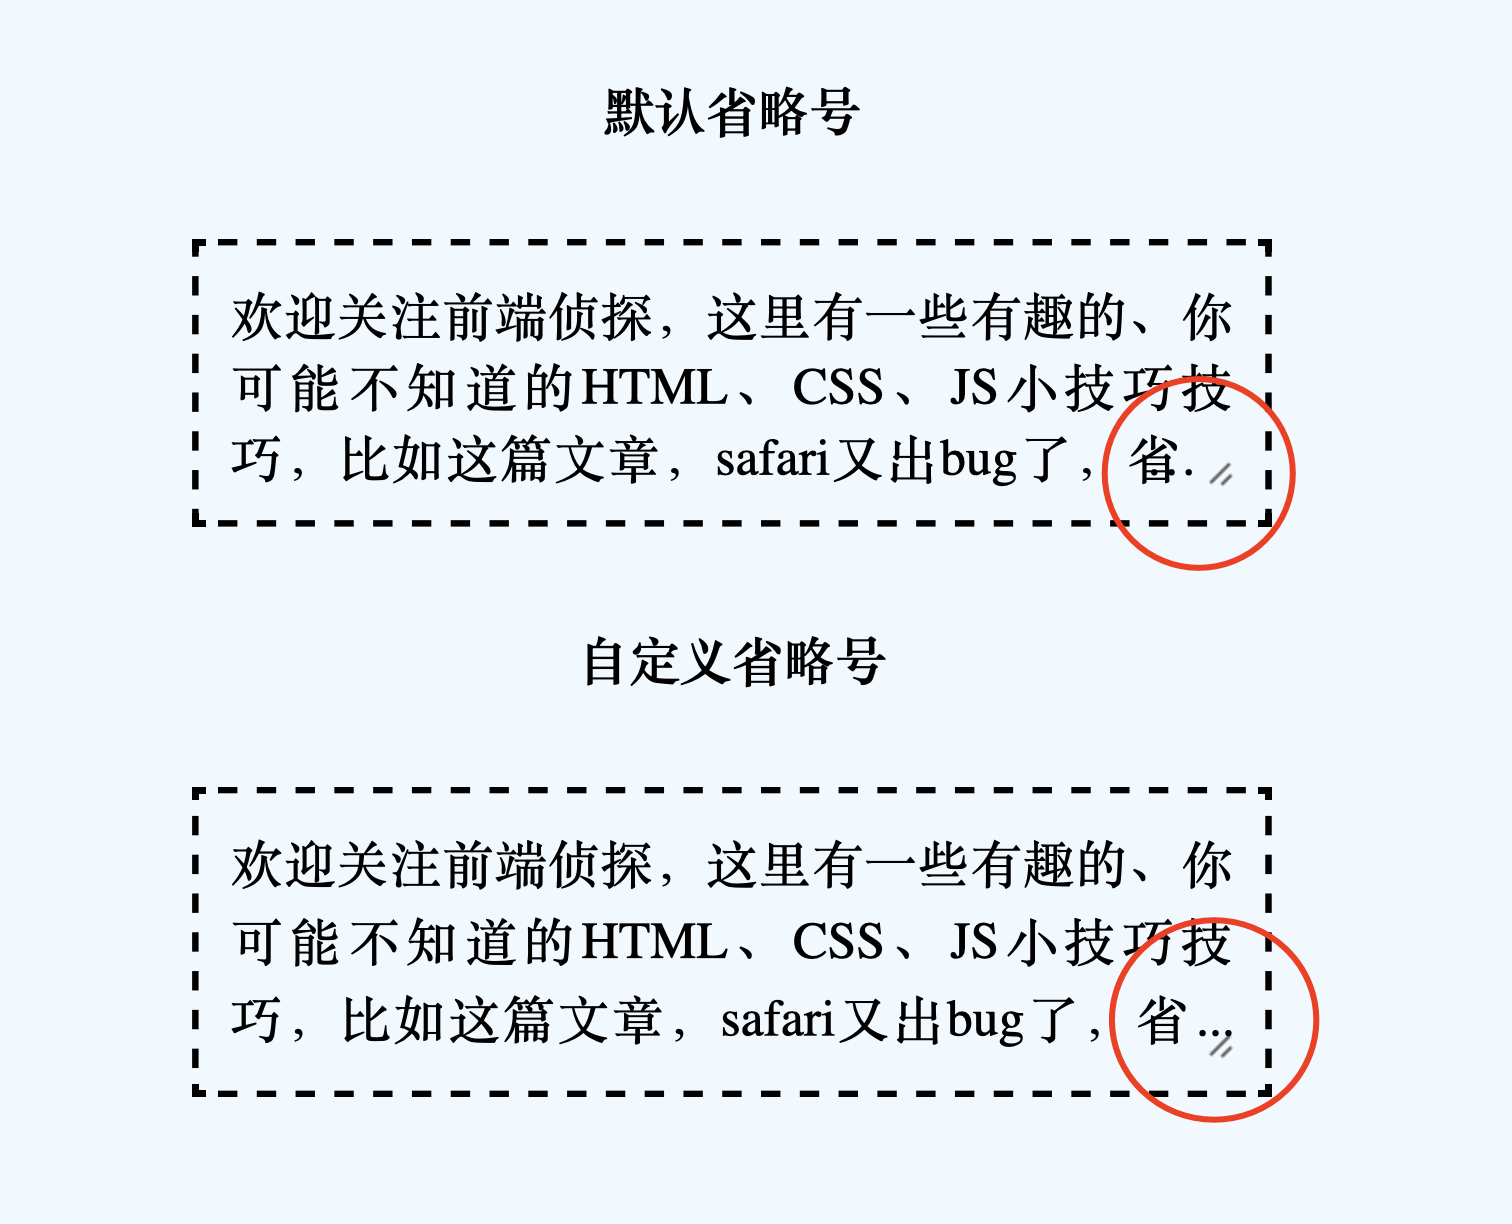 默认省略号
欢迎关注前端侦探，这里有一些有趣的、你
可能不知道的HTML、CSS、JS小技巧技
巧，比如这篇文章，safari又出bug了，省...
自定义省略号
欢迎关注前端侦探，这里有一些有趣的、你
可能不知道的HTML、CSS、JS小技巧技
巧，比如这篇文章，safari又出bug了，省...